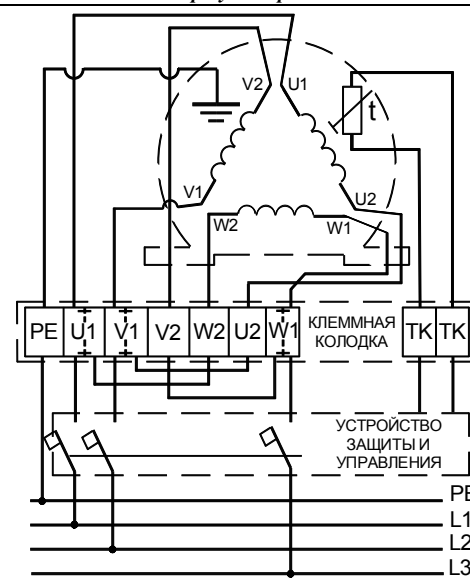 V2 U1
t
V1 U2
W2 W1
PE U1 V1 V2 W2 U2 W1 КЛЕММНАЯ КОЛОДКА TK TK
УСТРОЙСТВО
ЗАЩИТЫ И
УПРАВЛЕНИЯ
PE
L1
L2
L3